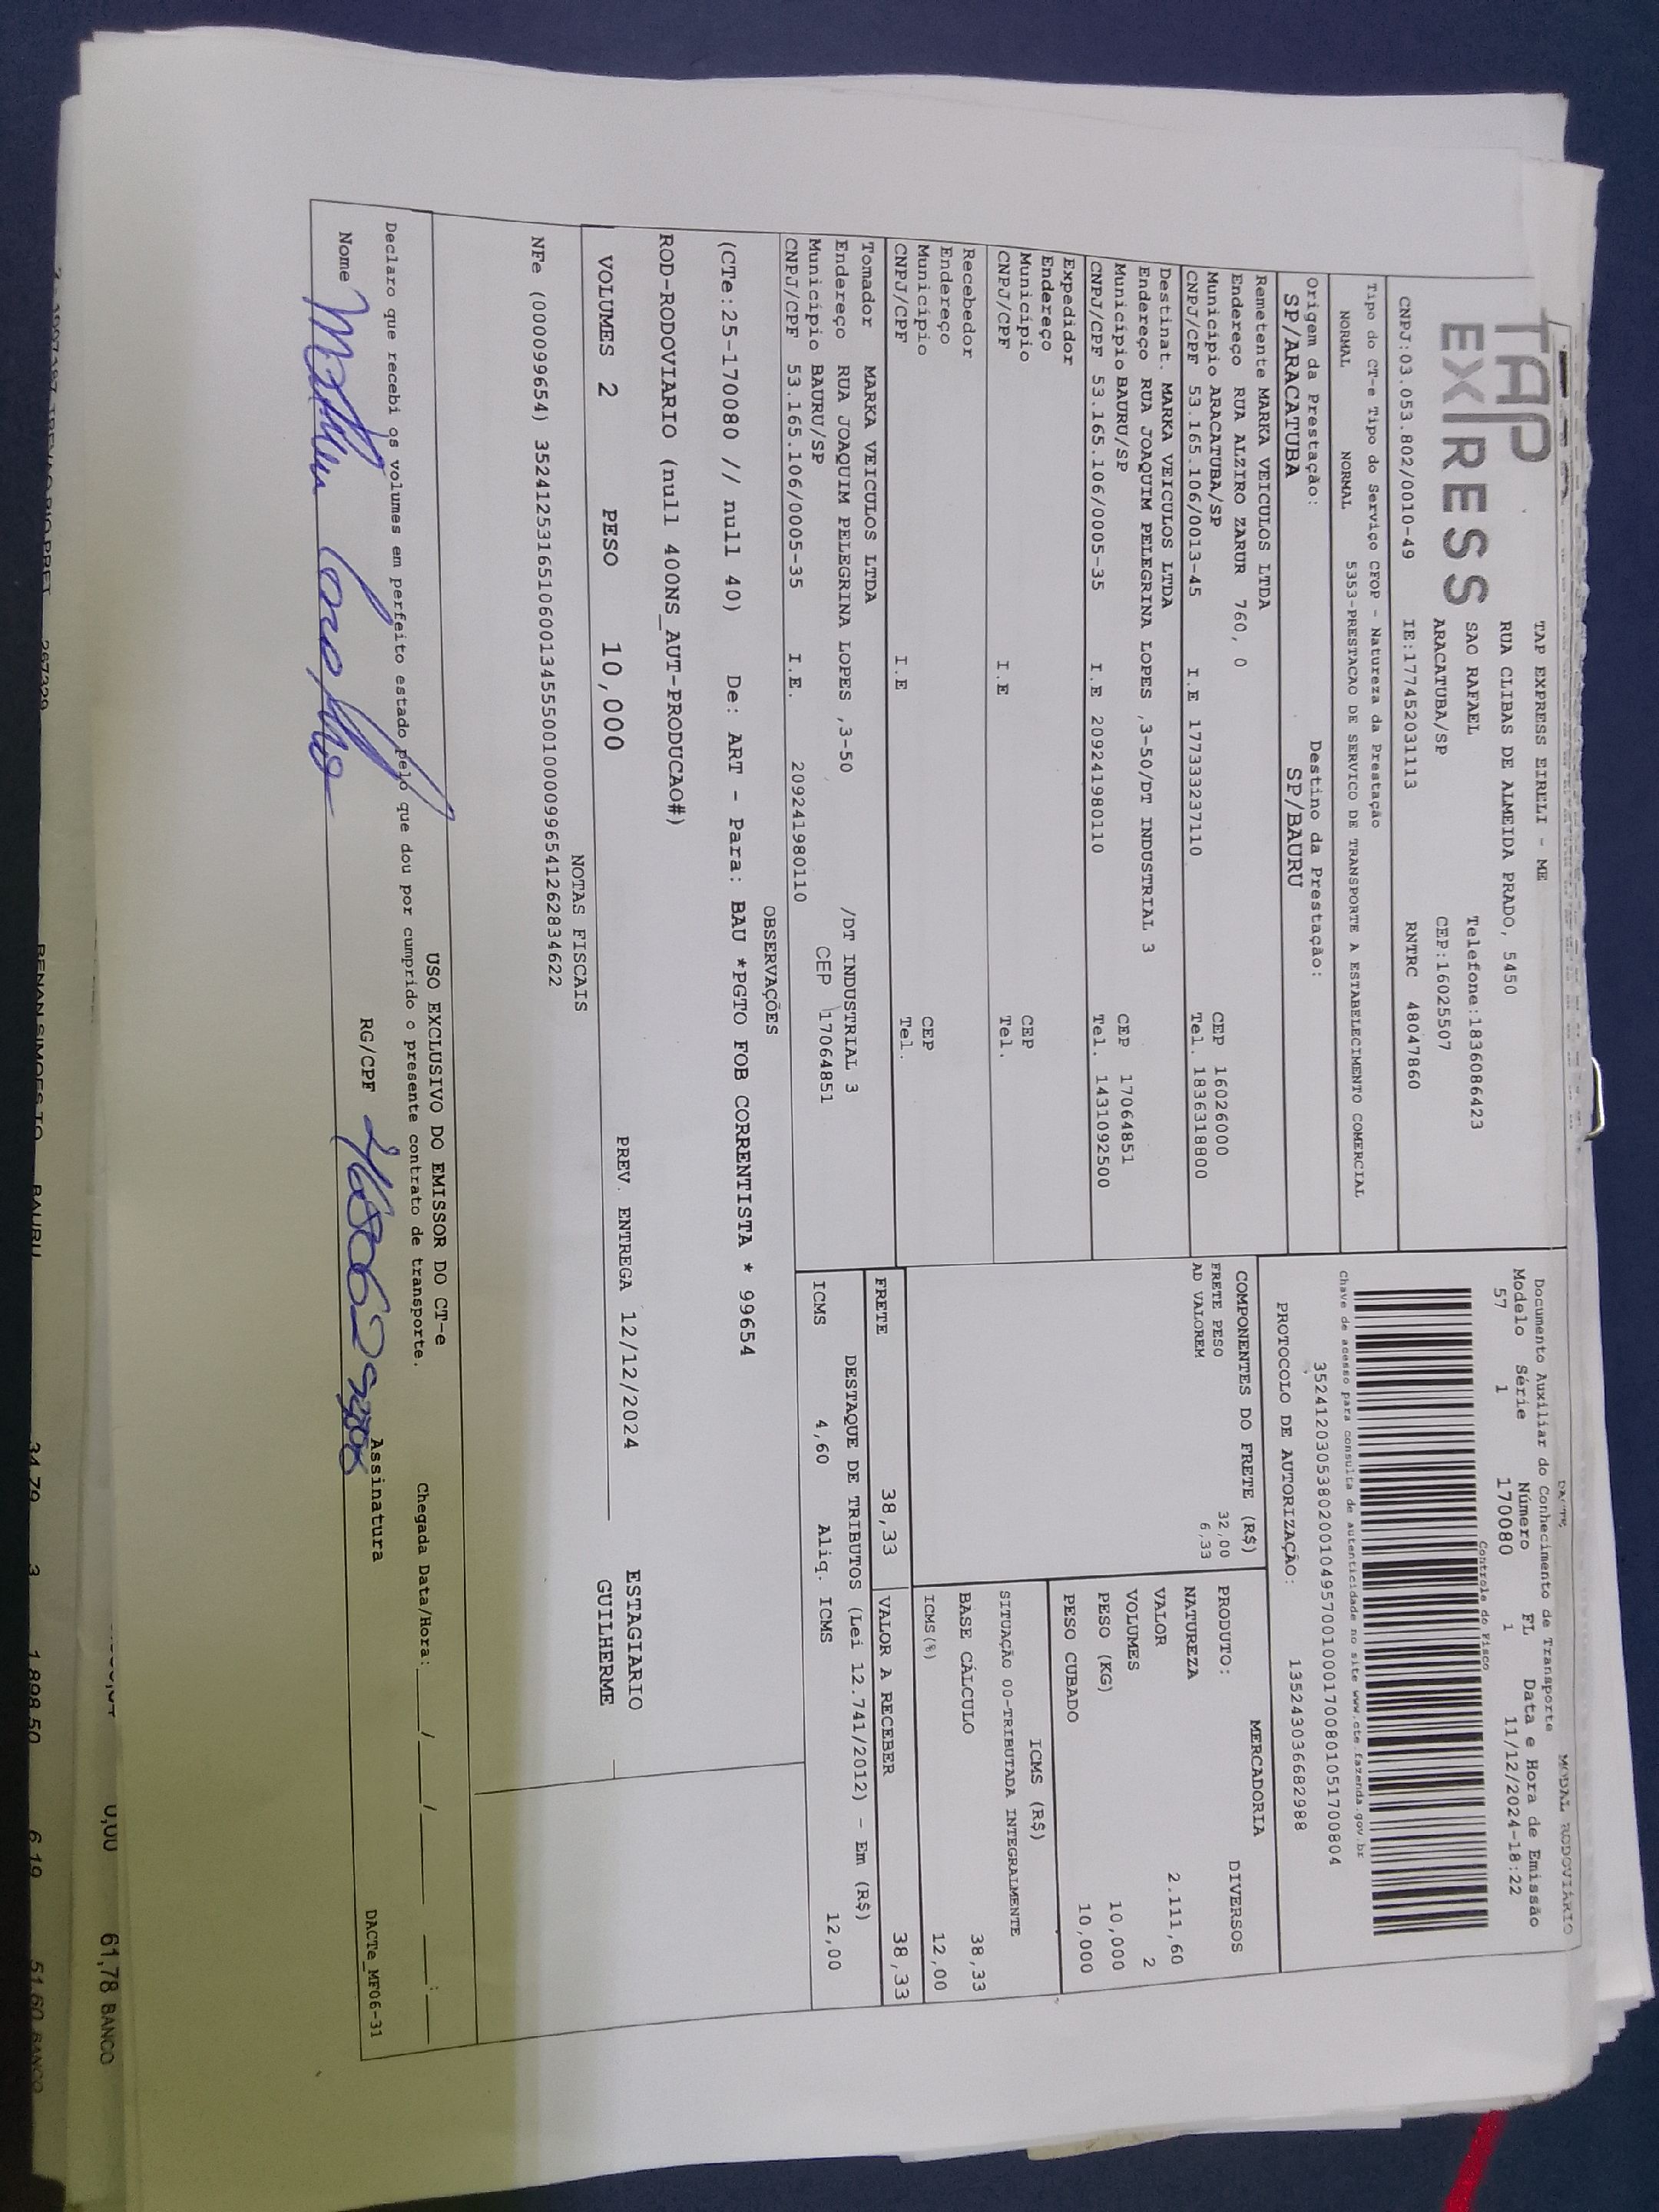 TAP
EXPRESS
TAP EXPRESS EIRELI - ME
RUA CLIBAS DE ALMEIDA PRADO, 5450
SAO RAFAEL Telefone:1836086423
ARACATUBA/SP CEP:16025507
CNPJ:03.053.802/0010-49 IE:177452031113 RNTRC 48047860
DACTE MODAL RODOVIÁRIO
Documento Auxiliar do Conhecimento de Transporte
Modelo Série Número FL Data e Hora de Emissão
57 1 170080 1 11/12/2024-18:22
Controle do Fisco
Chave de acesso para consulta de autenticidade no site www.cte.fazenda.gov.br
35241203053802001049570010001700801051700804
PROTOCOLO DE AUTORIZAÇÃO: 135243036682988
Tipo do CT-e Tipo do Serviço CFOP - Natureza da Prestação
NORMAL NORMAL 5353-PRESTACAO DE SERVICO DE TRANSPORTE A ESTABELECIMENTO COMERCIAL
Origem da Prestação: Destino da Prestação:
SP/ARACATUBA SP/BAURU
Remetente MARKA VEICULOS LTDA
Endereço RUA ALZIRO ZARUR 760, 0
Município ARACATUBA/SP CEP 16026000
CNPJ/CPF 53.165.106/0013-45 I.E 177333237110 Tel. 1836318800
Destinat. MARKA VEICULOS LTDA
Endereço RUA JOAQUIM PELEGRINA LOPES ,3-50/DT INDUSTRIAL 3
Município BAURU/SP CEP 17064851
CNPJ/CPF 53.165.106/0005-35 I.E 209241980110 Tel. 1431092500
Expedidor
Endereço
Município CEP
CNPJ/CPF I.E Tel.
Recebedor
Endereço
Município CEP
CNPJ/CPF I.E Tel.
Tomador MARKA VEICULOS LTDA
Endereço RUA JOAQUIM PELEGRINA LOPES ,3-50 /DT INDUSTRIAL 3
Município BAURU/SP CEP 17064851
CNPJ/CPF 53.165.106/0005-35 I.E. 209241980110
COMPONENTES DO FRETE (R$)
FRETE PESO 32,00
AD VALOREM 6,33
MERCADORIA
PRODUTO: DIVERSOS
NATUREZA
VALOR 2.111,60
VOLUMES 2
PESO (KG) 10,000
PESO CUBADO 10,000
ICMS (R$)
SITUAÇÃO 00-TRIBUTADA INTEGRALMENTE
BASE CÁLCULO 38,33
ICMS(%) 12,00
FRETE 38,33 VALOR A RECEBER 38,33
DESTAQUE DE TRIBUTOS (Lei 12.741/2012) - Em (R$)
ICMS 4,60 Aliq. ICMS 12,00
OBSERVAÇÕES
(CTe:25-170080 // null 40) De: ART - Para: BAU *PGTO FOB CORRENTISTA * 99654
ROD-RODOVIARIO (null 400NS_AUT-PRODUCAO#)
VOLUMES 2 PESO 10,000 PREV. ENTREGA 12/12/2024 ESTAGIARIO
GUILHERME
NOTAS FISCAIS
NFe (000099654) 35241253165106001345550010000996541262834622
USO EXCLUSIVO DO EMISSOR DO CT-e
Declaro que recebi os volumes em perfeito estado pelo que dou por cumprido o presente contrato de transporte. Chegada Data/Hora: / / :
Nome RG/CPF Assinatura
DACTe_MF06-31
61,78 BANCO